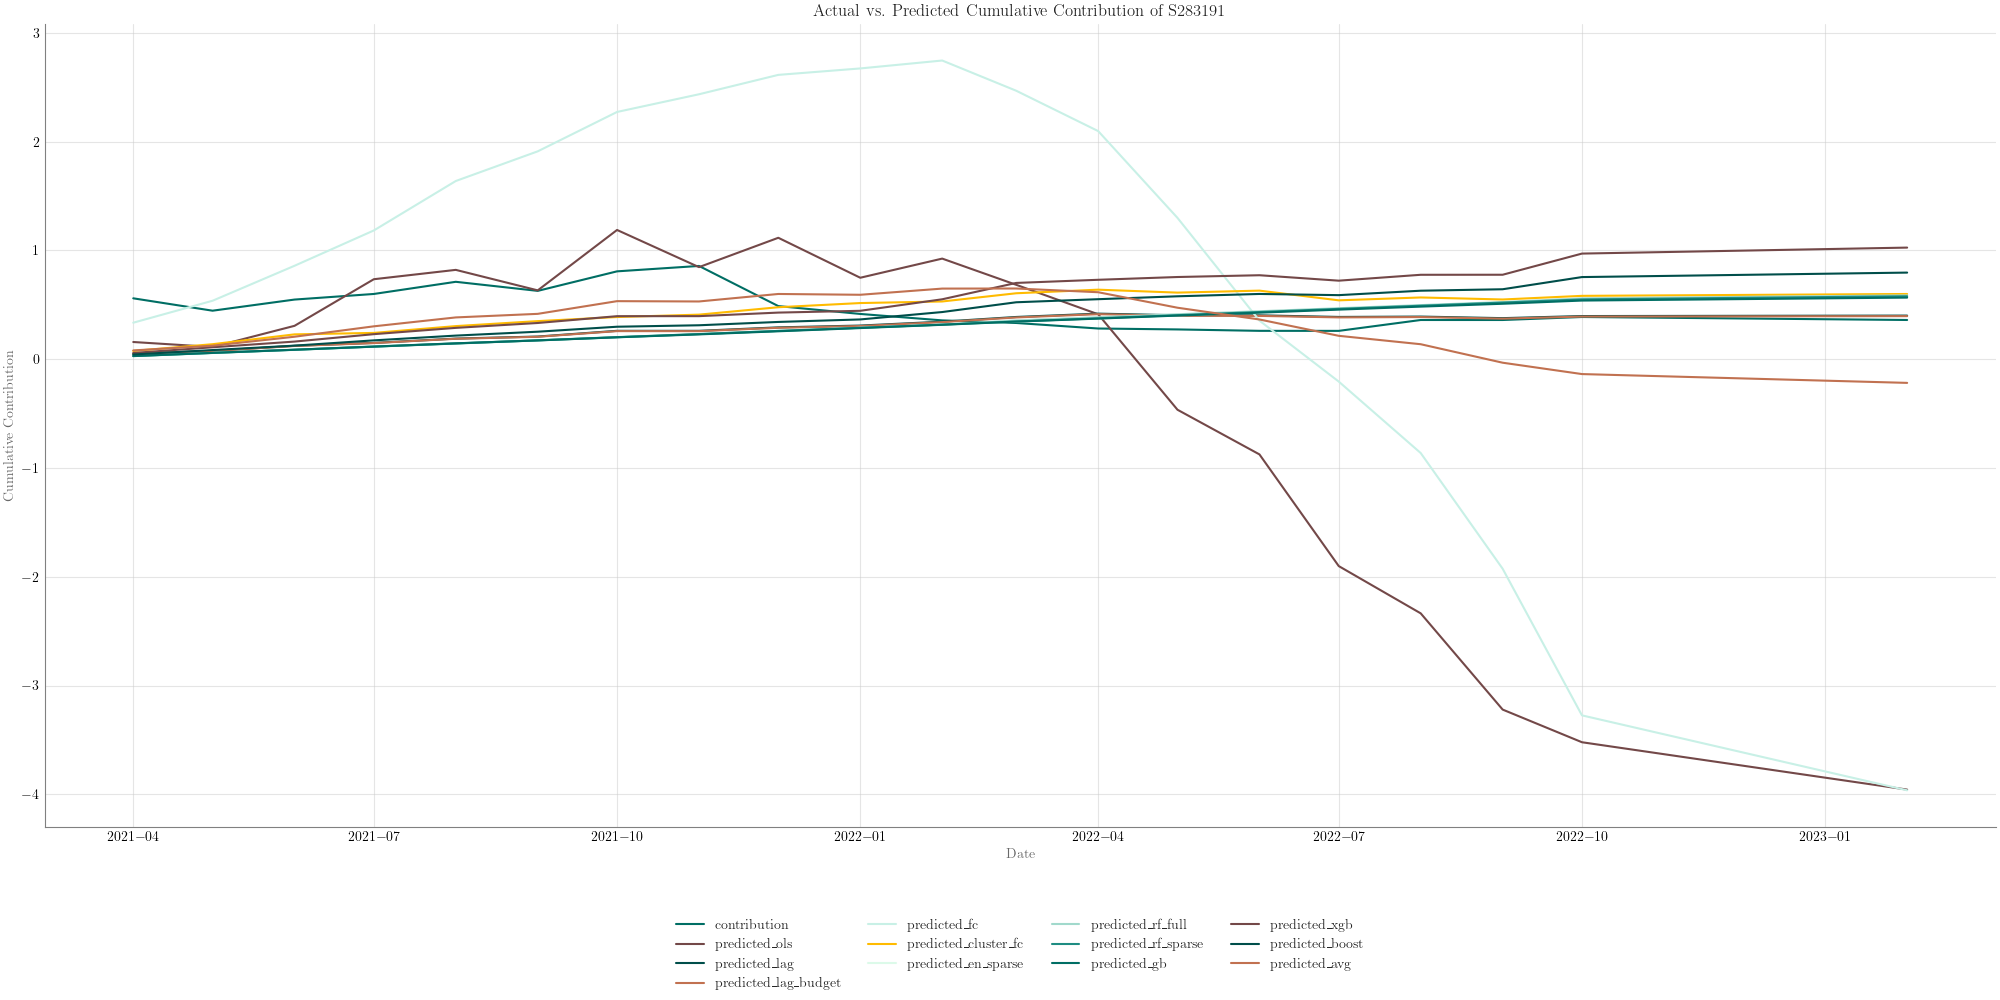 Actual vs. Predicted Cumulative Contribution of S283191
3
2
1
0
−1
−2
−3
−4
Cumulative Contribution
2021−04 2021−07 2021−10 2022−01 2022−04 2022−07 2022−10 2023−01
Date
contribution predicted_fc predicted_rf_full predicted_xgb
predicted_ols predicted_cluster_fc predicted_rf_sparse predicted_boost
predicted_lag predicted_en_sparse predicted_gb predicted_avg
predicted_lag_budget